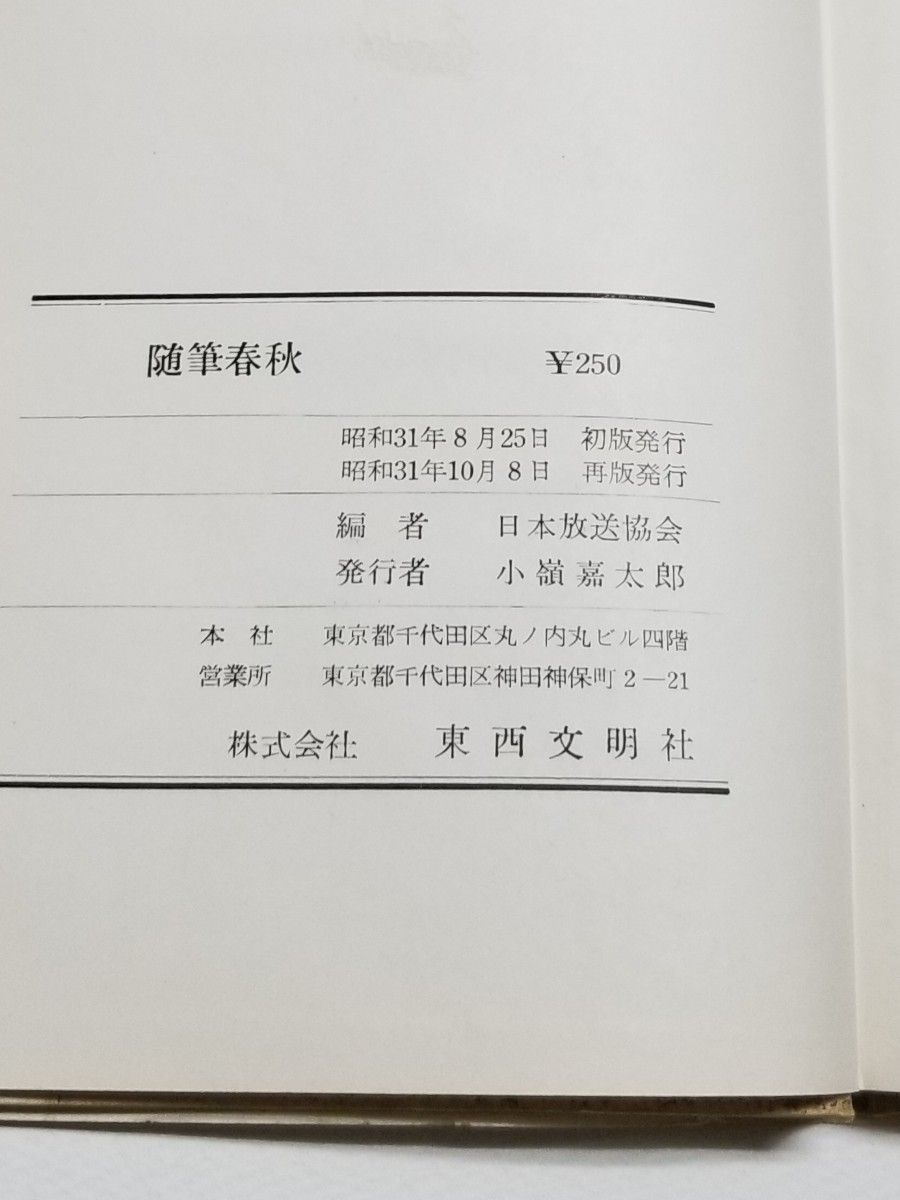 随筆春秋 ¥250
昭和31年8月25日 初版発行
昭和31年10月8日 再版発行
編者 日本放送協会
発行者 小嶺嘉太郎
本社 東京都千代田区丸ノ内丸ビル四階
営業所 東京都千代田区神田神保町2—21
株式会社 東西文明社